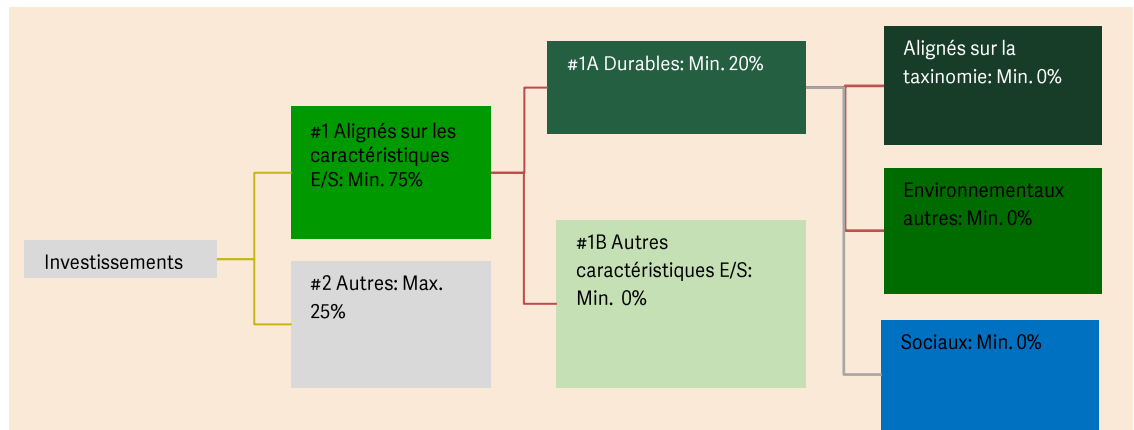 Investissements
#1 Alignés sur les
caractéristiques
E/S: Min. 75%
#2 Autres: Max.
25%
#1A Durables: Min. 20%
#1B Autres
caractéristiques E/S:
Min.  0%
Alignés sur la
taxinomie: Min. 0%
Environnementaux
autres: Min. 0%
Sociaux: Min. 0%